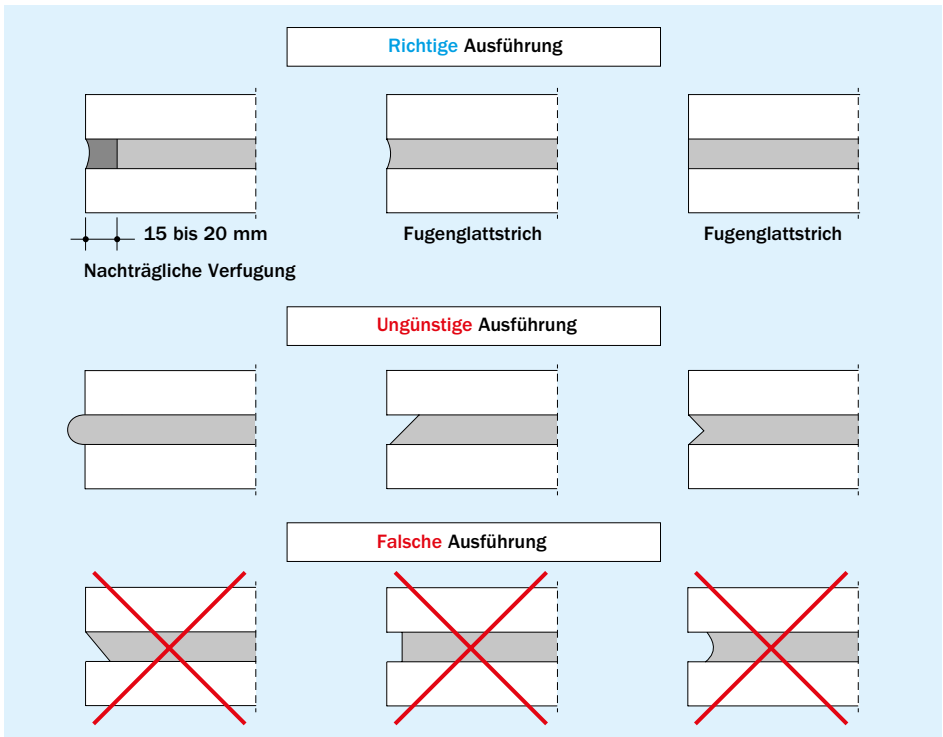 Richtige Ausführung
15 bis 20 mm
Nachträgliche Verfugung
Fugenglattstrich
Fugenglattstrich
Ungünstige Ausführung
Falsche Ausführung